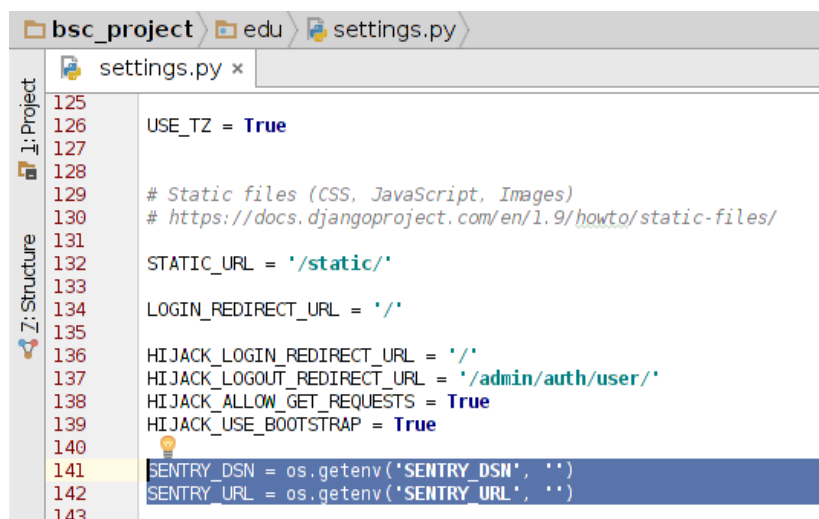 bsc_project edu settings.py
settings.py ×
1: Project
7: Structure
125
126 USE_TZ = True
127
128
129 # Static files (CSS, JavaScript, Images)
130 # https://docs.djangoproject.com/en/1.9/howto/static-files/
131
132 STATIC_URL = '/static/'
133
134 LOGIN_REDIRECT_URL = '/'
135
136 HIJACK_LOGIN_REDIRECT_URL = '/'
137 HIJACK_LOGOUT_REDIRECT_URL = '/admin/auth/user/'
138 HIJACK_ALLOW_GET_REQUESTS = True
139 HIJACK_USE_BOOTSTRAP = True
140
141 SENTRY_DSN = os.getenv('SENTRY_DSN', '')
142 SENTRY_URL = os.getenv('SENTRY_URL', '')
143